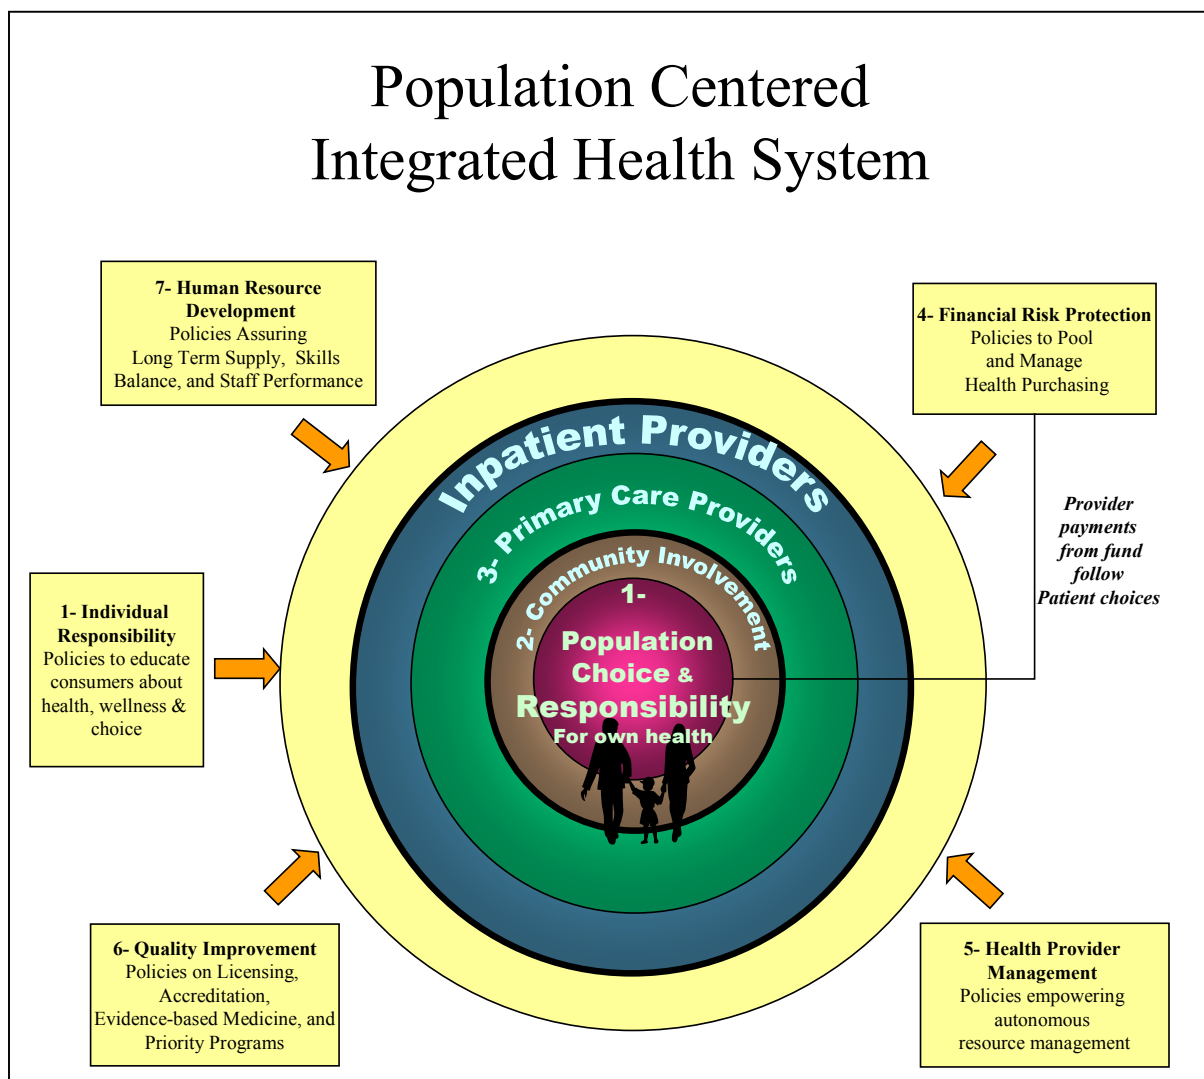 Population Centered
Integrated Health System
7- Human Resource
Development
Policies Assuring
Long Term Supply, Skills
Balance, and Staff Performance
4- Financial Risk Protection
Policies to Pool
and Manage
Health Purchasing
Inpatient Providers
3- Primary Care Providers
2- Community Involvement
1-
Population
Choice &
Responsibility
For own health
Provider
payments
from fund
follow
Patient choices
1- Individual
Responsibility
Policies to educate
consumers about
health, wellness &
choice
6- Quality Improvement
Policies on Licensing,
Accreditation,
Evidence-based Medicine, and
Priority Programs
5- Health Provider
Management
Policies empowering
autonomous
resource management